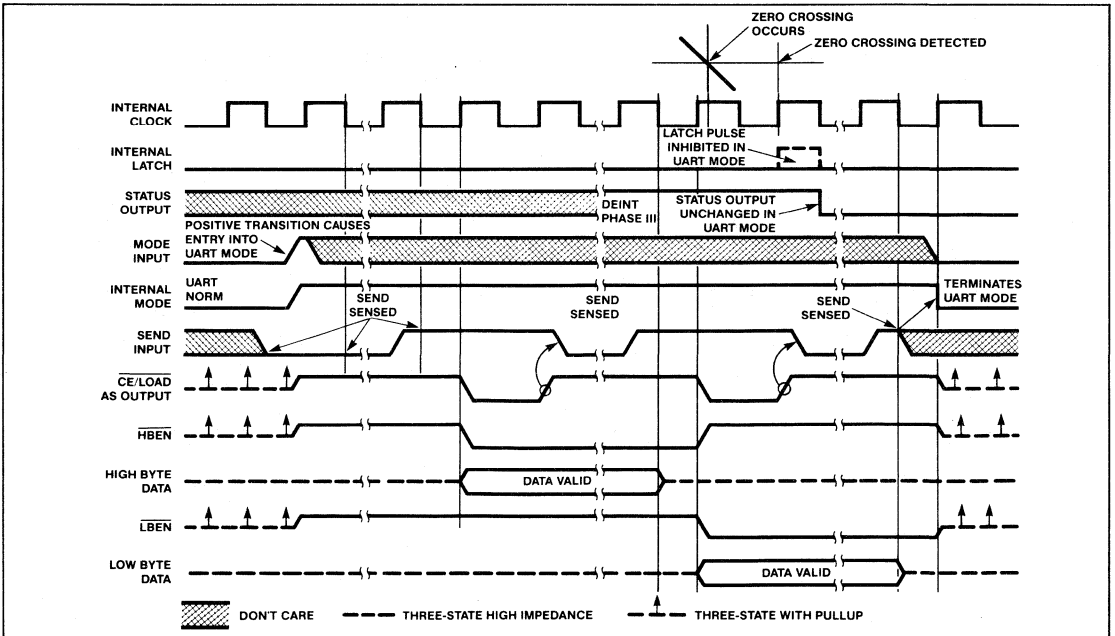 ZERO CROSSING
OCCURS
ZERO CROSSING DETECTED
INTERNAL
CLOCK
LATCH PULSE
INHIBITED IN
UART MODE
INTERNAL
LATCH
STATUS
OUTPUT
DEINT
PHASE III
STATUS OUTPUT
UNCHANGED IN
UART MODE
POSITIVE TRANSITION CAUSES
ENTRY INTO
UART MODE
MODE
INPUT
INTERNAL
MODE
UART
NORM
SEND
SENSED
SEND
SENSED
SEND
SENSED
TERMINATES
UART MODE
SEND
INPUT
CE/LOAD
AS OUTPUT
HBEN
HIGH BYTE
DATA
DATA VALID
LBEN
LOW BYTE
DATA
DATA VALID
DON'T CARE
THREE-STATE HIGH IMPEDANCE
THREE-STATE WITH PULLUP